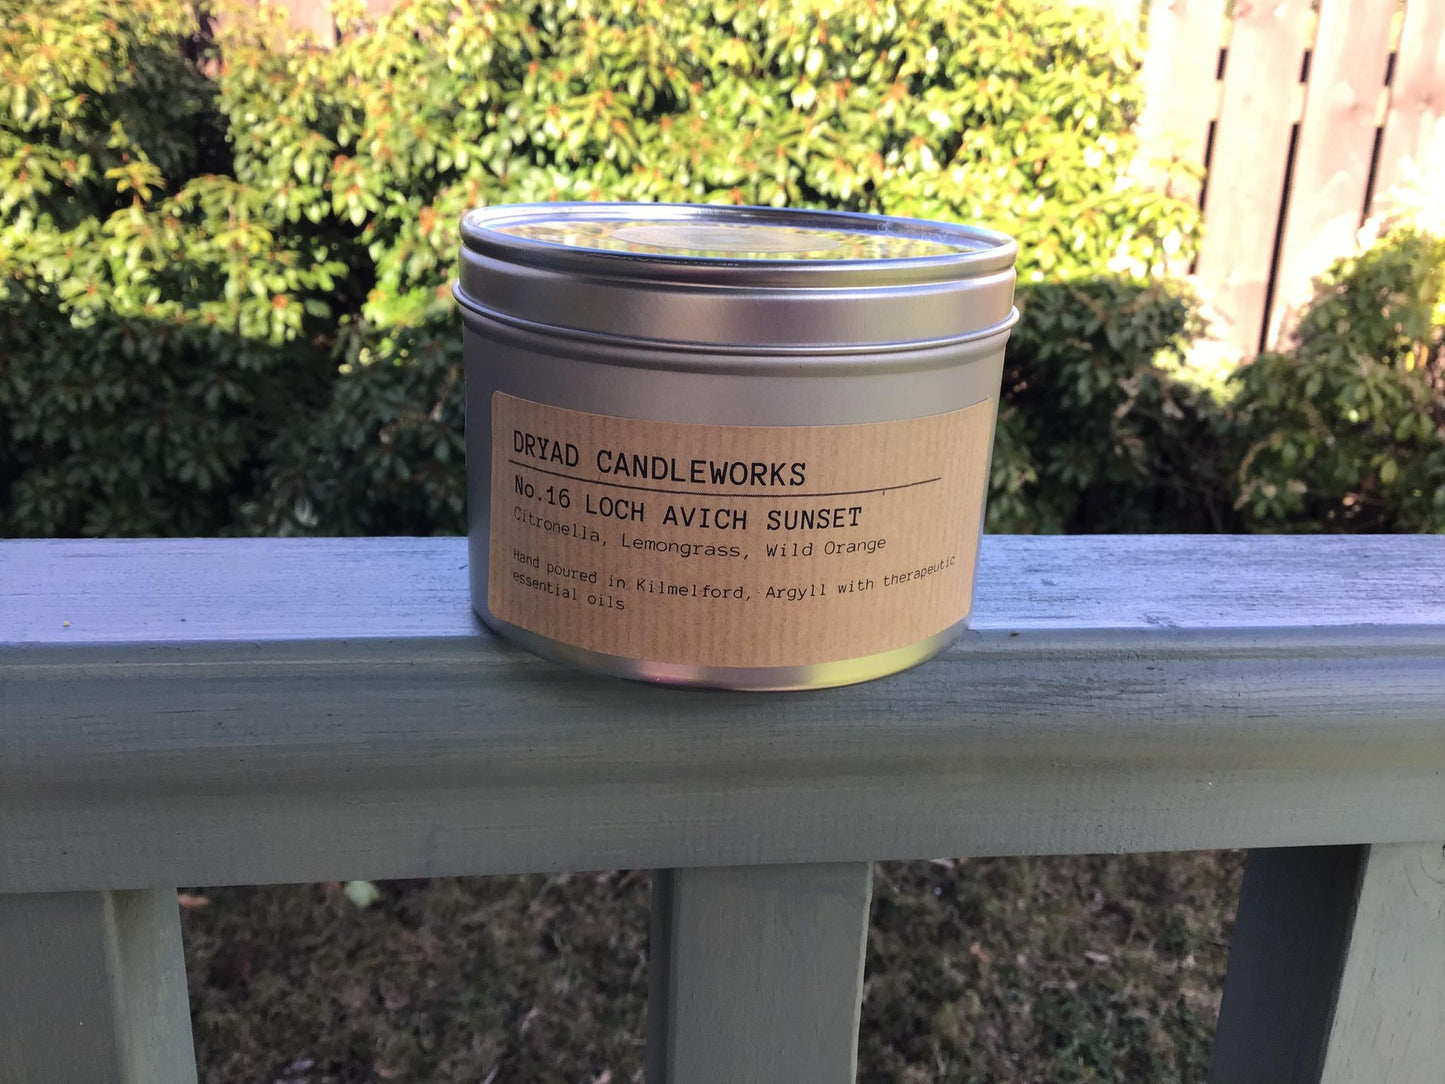 DRYAD CANDLEWORKS
No.16 LOCH AVICH SUNSET
Citronella, Lemongrass, Wild Orange
Hand poured in Kilmelford, Argyll with therapeutic
essential oils